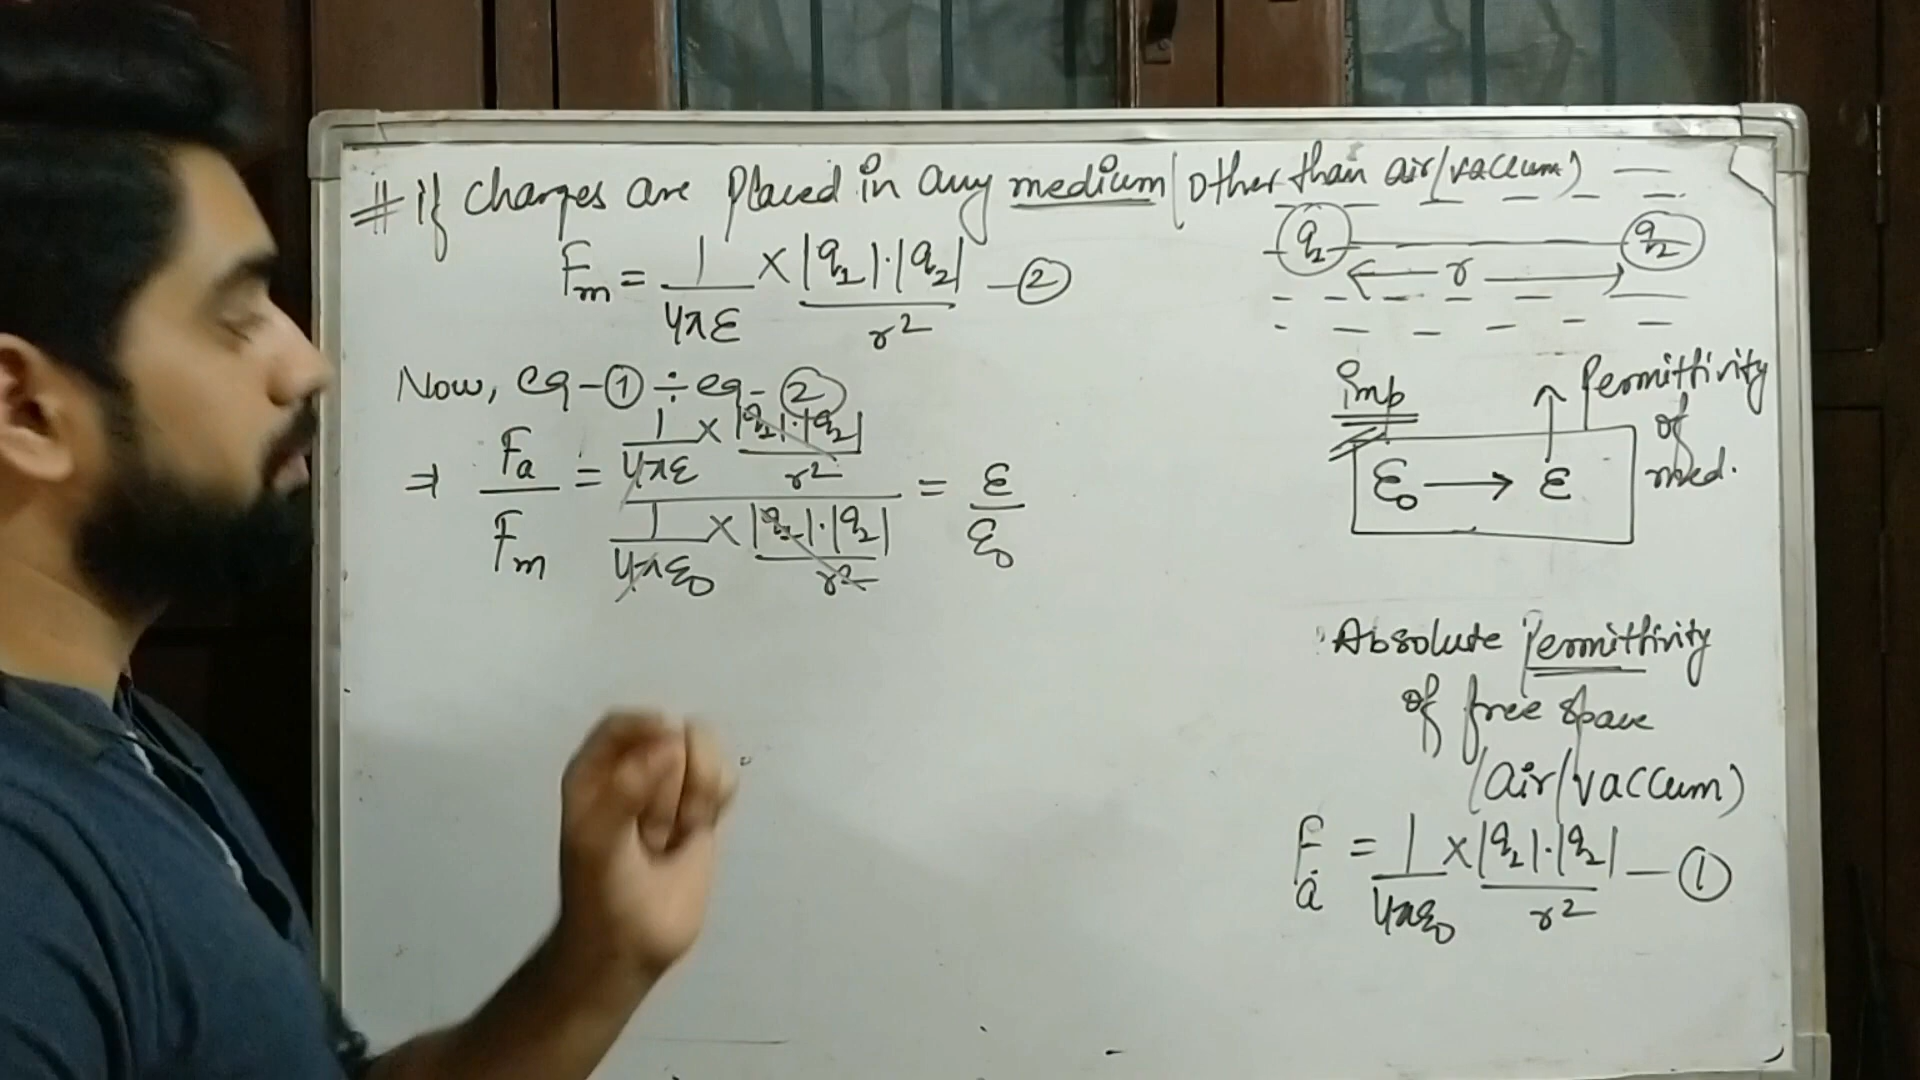 # if charges are placed in any medium (other than air/vaccum)
Fm = 1/4πε × |q1|.|q2|/r² — ②
q1 q2
r
Now, eq-① ÷ eq-②
⇒ Fa/Fm = (1/4πε × |q1|.|q2|/r²)/(1/4πε0 × |q1|.|q2|/r²) = ε/ε0
Imp
Permittivity
of
med.
ε0 → ε
Absolute Permittivity
of free space
(air/vaccum)
Fa = 1/4πε0 × |q1|.|q2|/r² — ①